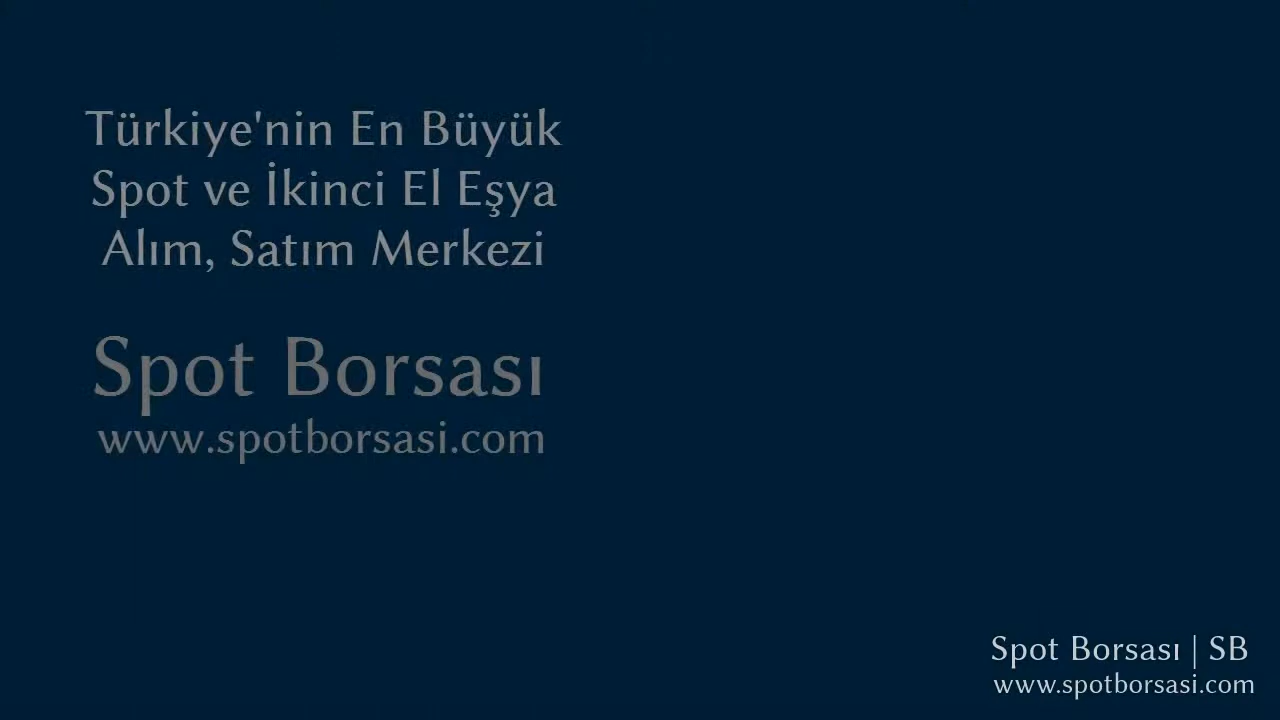 Türkiye'nin En Büyük
Spot ve İkinci El Eşya
Alım, Satım Merkezi
Spot Borsası
www.spotborsasi.com
Spot Borsası | SB
www.spotborsasi.com